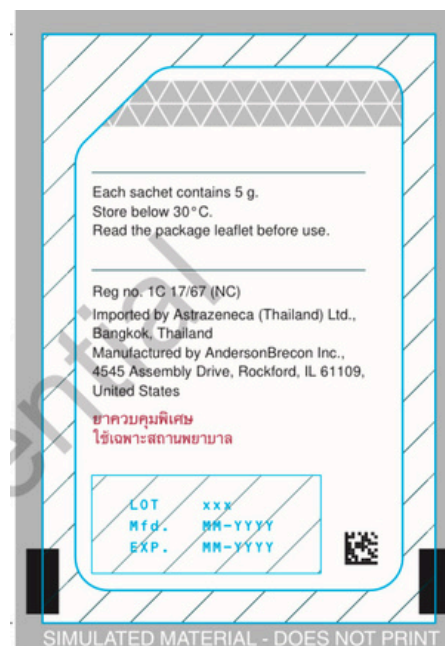 Each sachet contains 5 g.
Store below 30°C.
Read the package leaflet before use.
Reg no. 1C 17/67 (NC)
Imported by Astrazeneca (Thailand) Ltd.,
Bangkok, Thailand
Manufactured by AndersonBrecon Inc.,
4545 Assembly Drive, Rockford, IL 61109,
United States
ยาควบคุมพิเศษ
ใช้เฉพาะสถานพยาบาล
LOT xxx
Mfd. MM-YYYY
EXP. MM-YYYY
SIMULATED MATERIAL - DOES NOT PRINT
ential